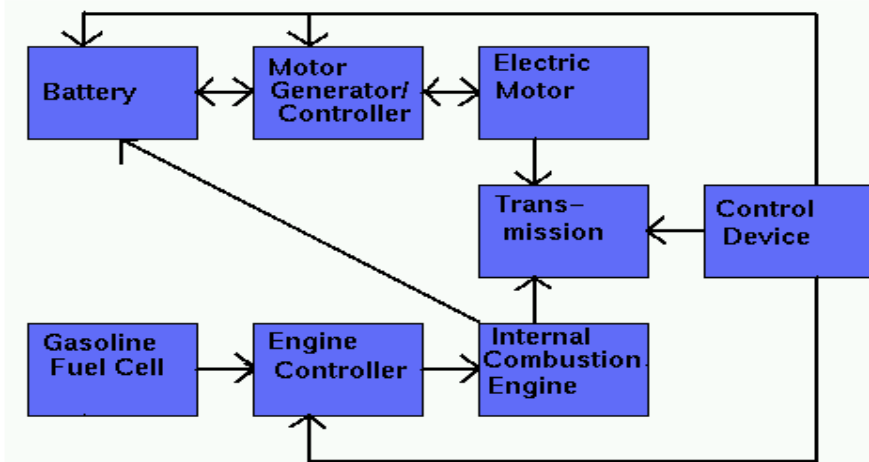 Battery
Motor
Generator/
Controller
Electric
Motor
Trans-
mission
Control
Device
Gasoline
Fuel Cell
Engine
Controller
Internal
Combustion
Engine